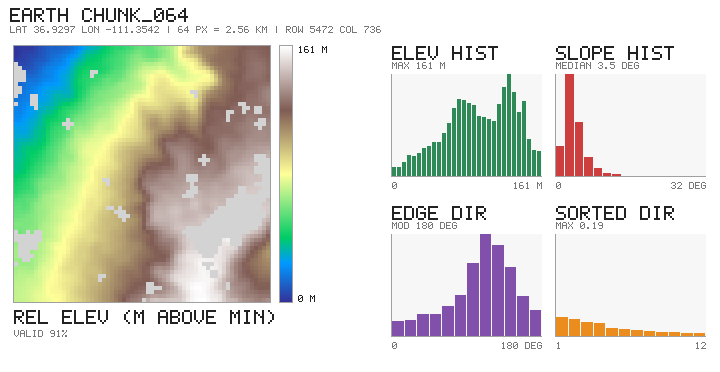 EARTH CHUNK_064
LAT 36.9297 LON -111.3542 | 64 PX = 2.56 KM | ROW 5472 COL 736
161 M
0 M
REL ELEV (M ABOVE MIN)
VALID 91%
ELEV HIST
MAX 161 M
0 161 M
SLOPE HIST
MEDIAN 3.5 DEG
0 32 DEG
EDGE DIR
MOD 180 DEG
0 180 DEG
SORTED DIR
MAX 0.19
1 12